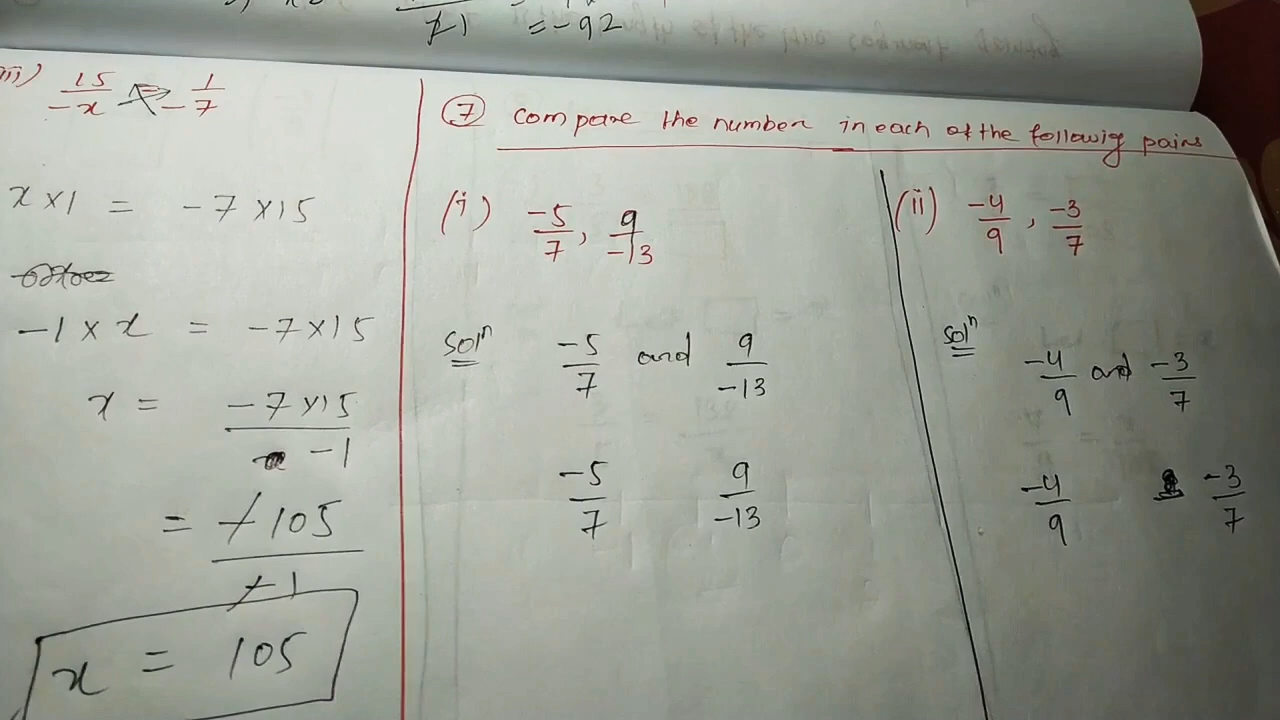 = -92
-1
iii) 15/-x = -1/7
x × 1 = -7 × 15
-1 × x = -7 × 15
x = -7 × 15 / -1
= -105 / -1
x = 105
⑦ Compare the number in each of the followig pairs
(i) -5/7, 9/-13
Solⁿ -5/7 and 9/-13
-5/7 9/-13
(ii) -4/9, -3/7
Solⁿ -4/9 and -3/7
-4/9 -3/7